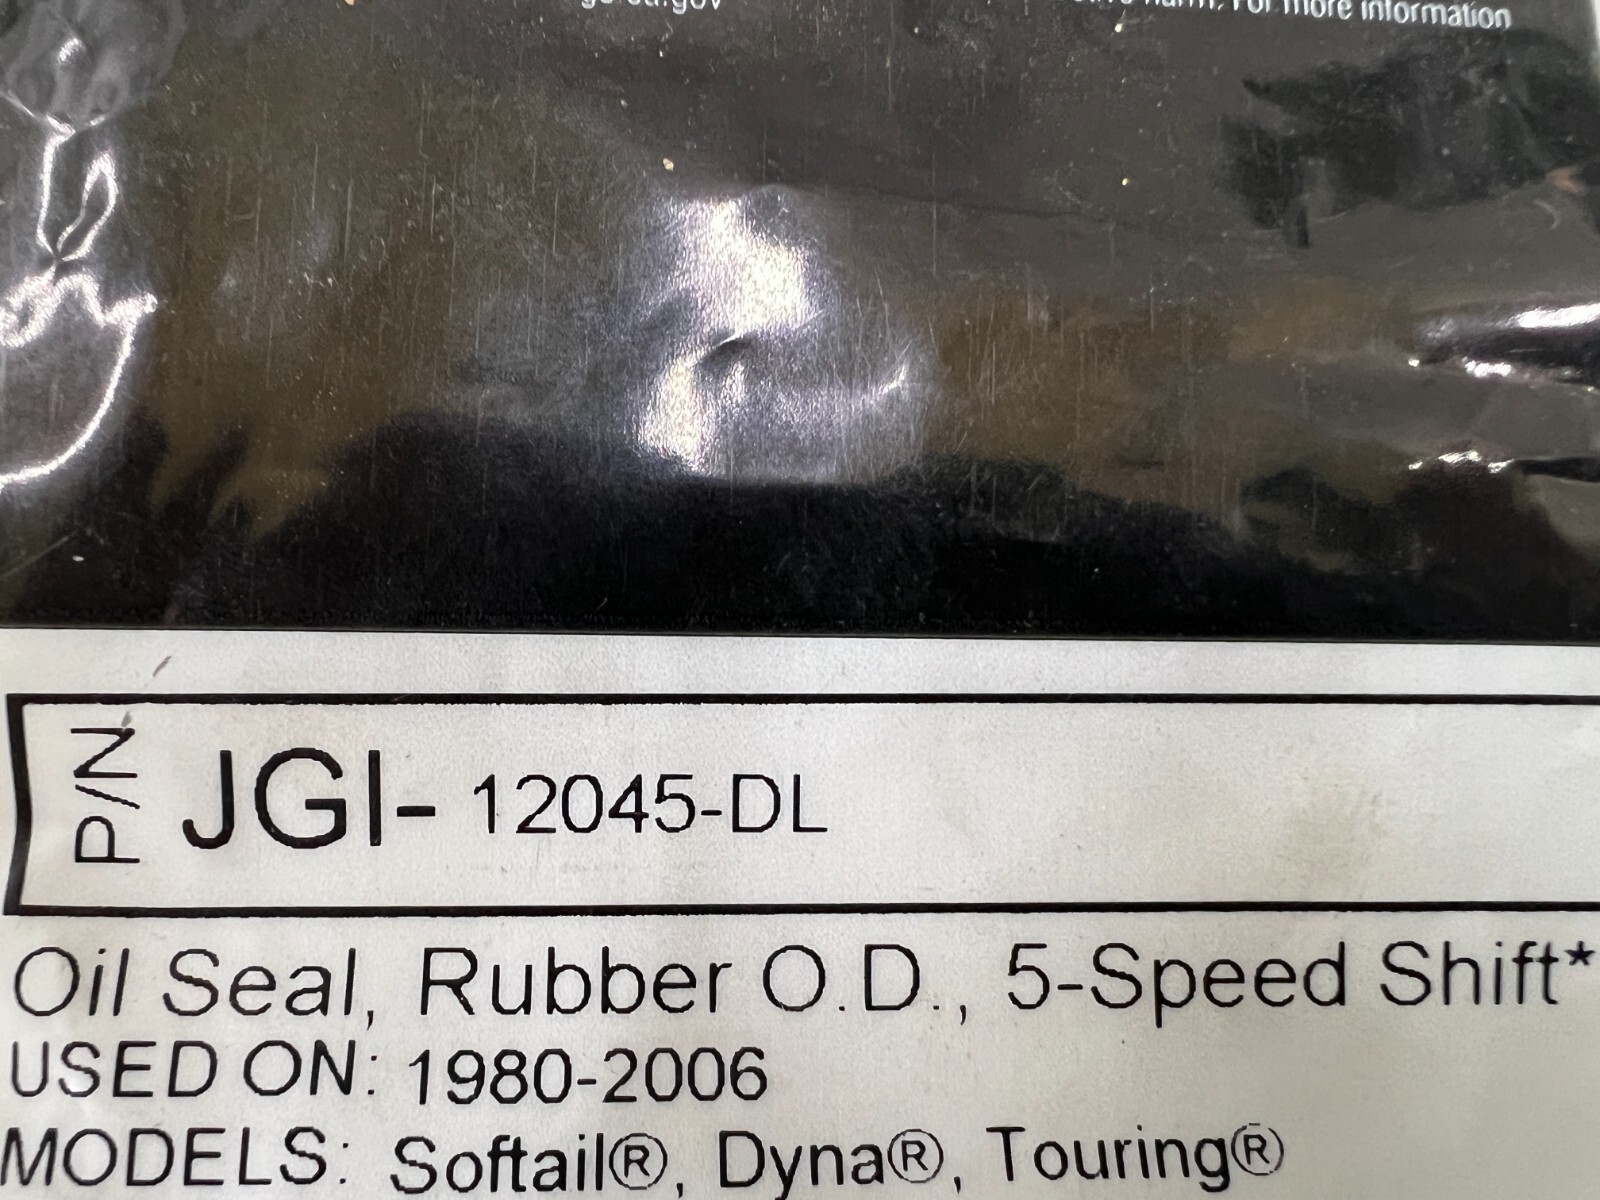 harm. For more information
P/N JGI- 12045-DL
Oil Seal, Rubber O.D., 5-Speed Shift*
USED ON: 1980-2006
MODELS: Softail®, Dyna®, Touring®